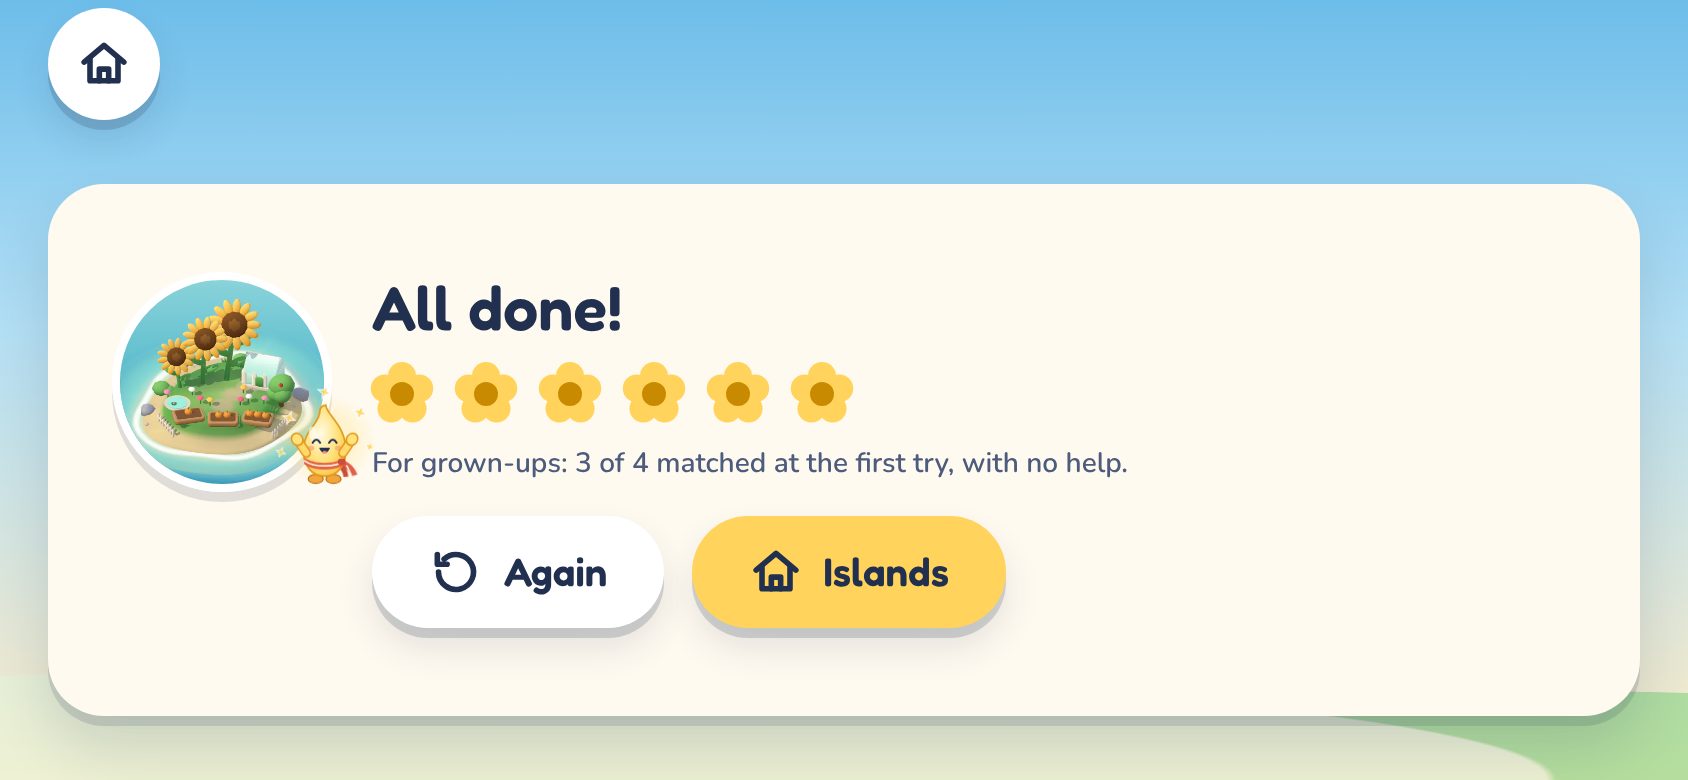 All done!
For grown-ups: 3 of 4 matched at the first try, with no help.
Again
Islands